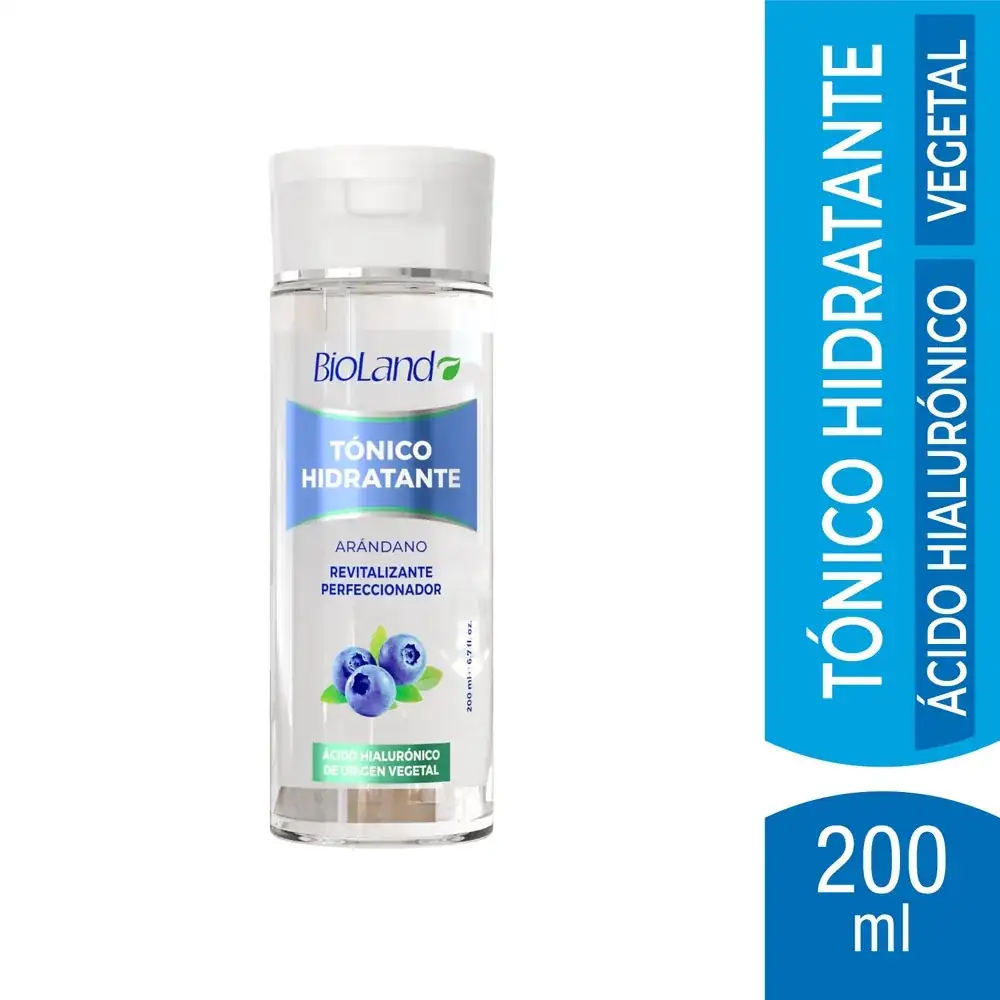 BioLand
TÓNICO
HIDRATANTE
ARÁNDANO
REVITALIZANTE
PERFECCIONADOR
200 ml ℮ 6.7 fl. oz.
ÁCIDO HIALURÓNICO
DE ORIGEN VEGETAL
TÓNICO HIDRATANTE
ÁCIDO HIALURÓNICO VEGETAL
200
ml